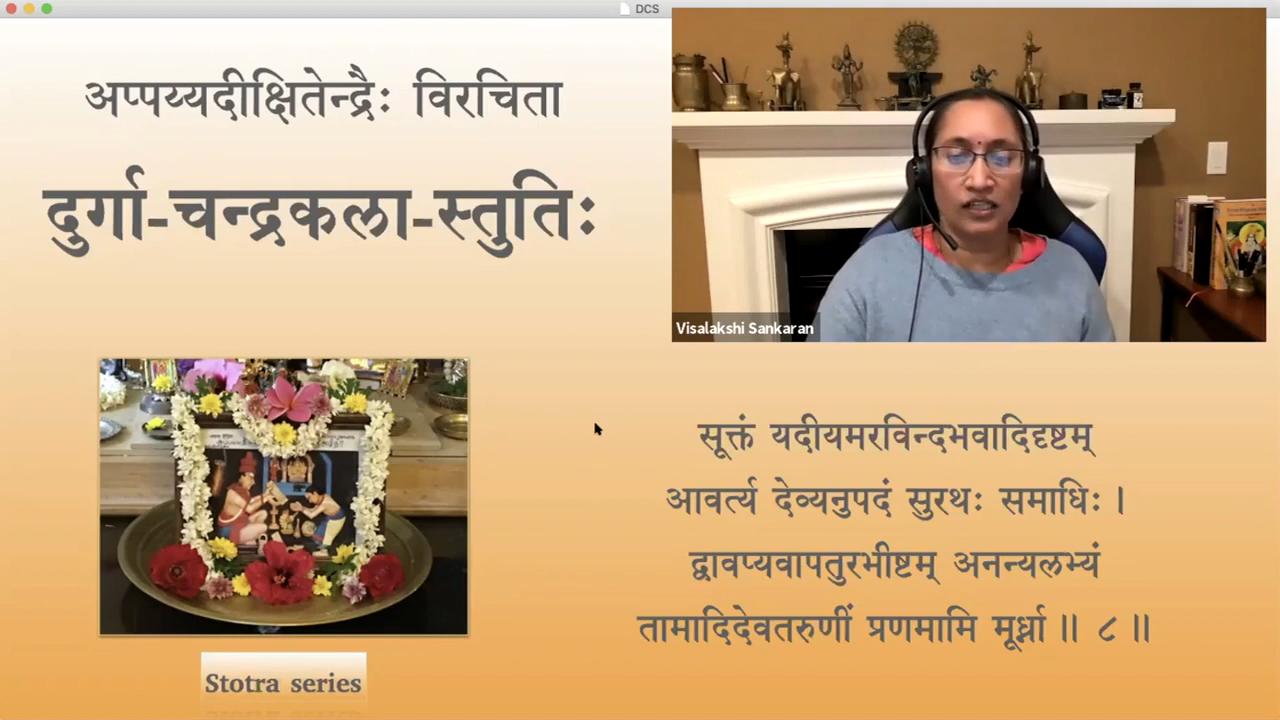 DCS
अप्पय्यदीक्षितेन्द्रैः विरचिता
दुर्गा-चन्द्रकला-स्तुतिः
Visalakshi Sankaran
सूक्तं यदीयमरविन्दभवादिदृष्टम्
आवर्त्य देव्यनुपदं सुरथः समाधिः ।
द्वावप्यवापतुरभीष्टम् अनन्यलभ्यं
तामादिदेवतरुणीं प्रणमामि मूर्ध्ना ॥ ८ ॥
Stotra series